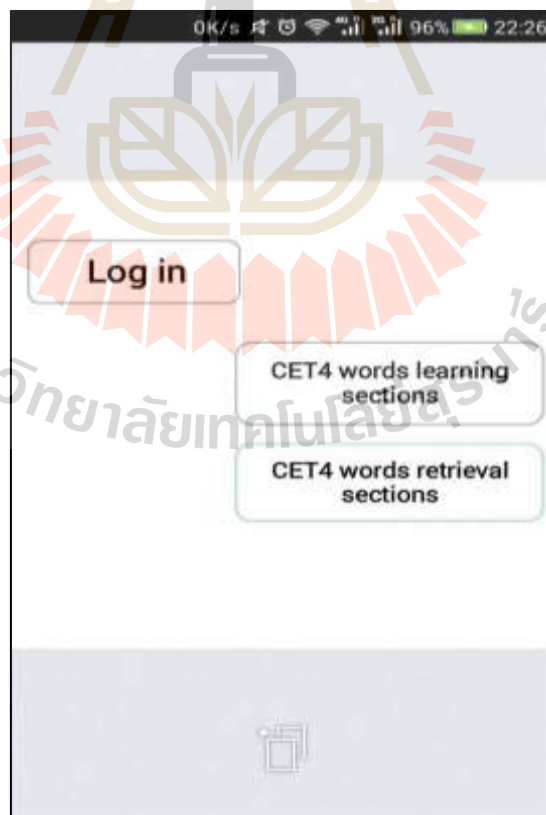 0K/s 96% 22:26
Log in
CET4 words learning
sections
CET4 words retrieval
sections